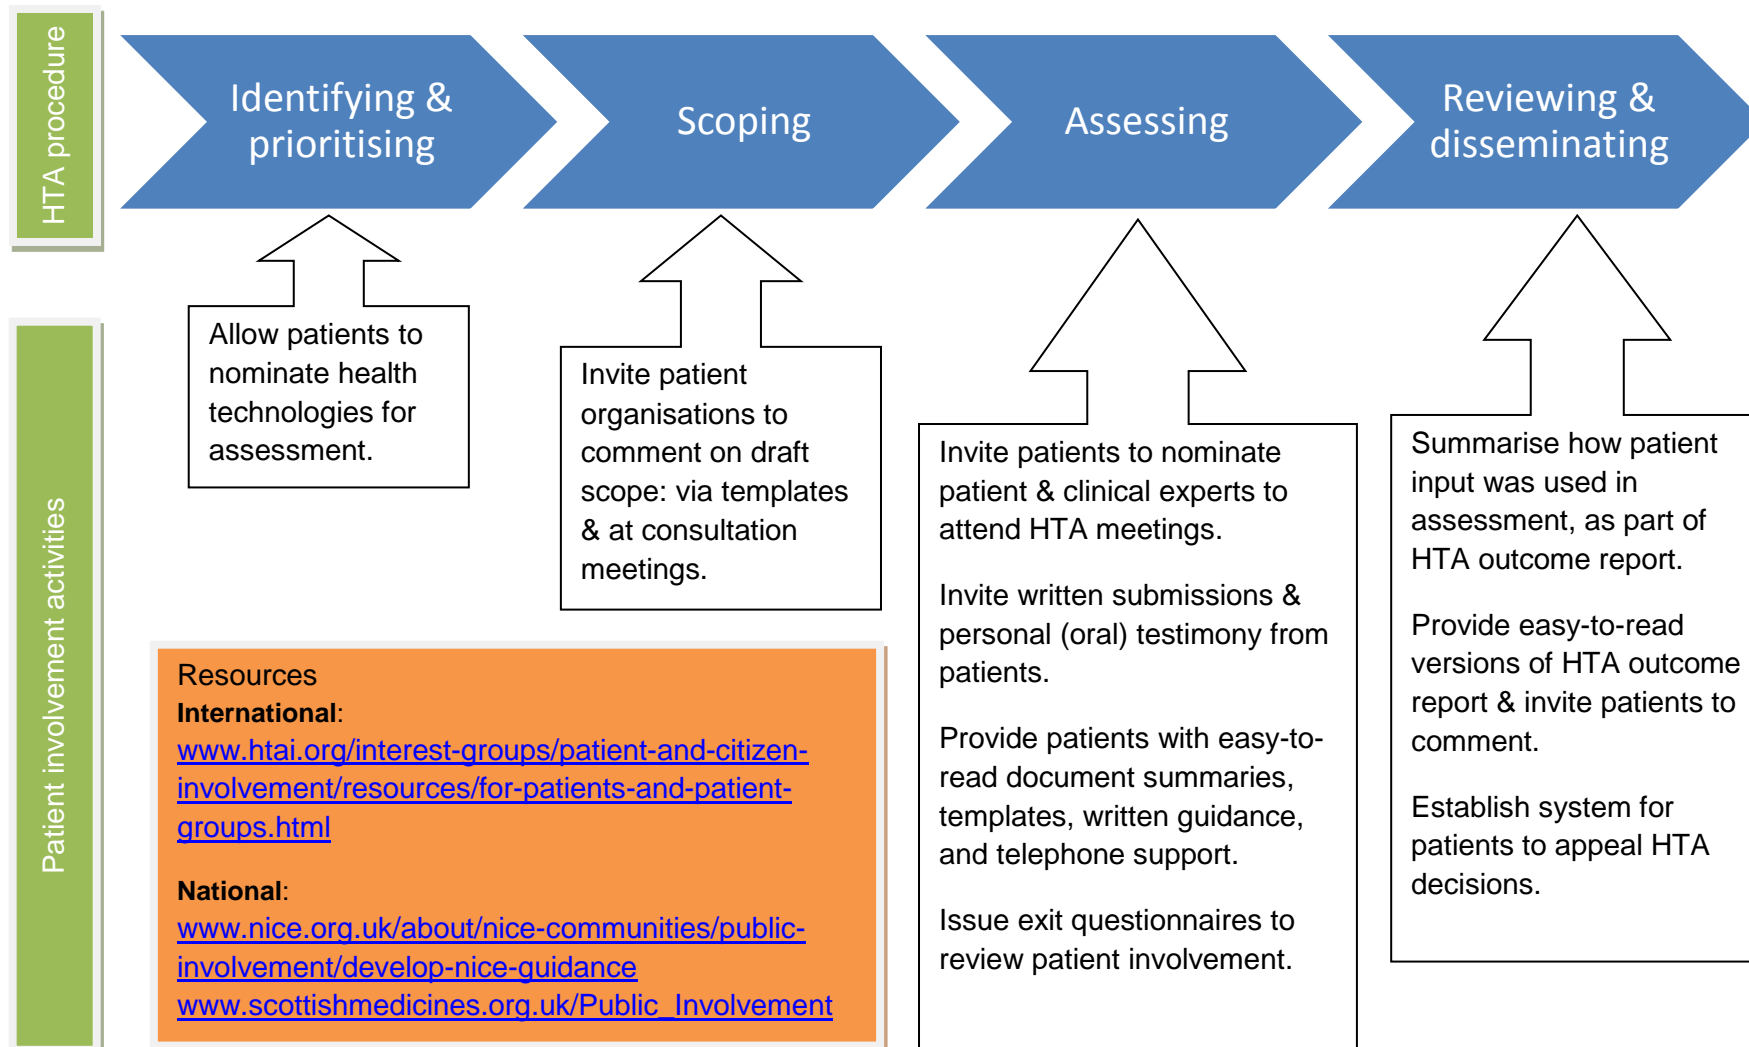 HTA procedure
Identifying &
prioritising
Scoping
Assessing
Reviewing &
disseminating
Patient involvement activities
Allow patients to
nominate health
technologies for
assessment.
Invite patient
organisations to
comment on draft
scope: via templates
& at consultation
meetings.
Invite patients to nominate
patient & clinical experts to
attend HTA meetings.
Invite written submissions &
personal (oral) testimony from
patients.
Provide patients with easy-to-
read document summaries,
templates, written guidance,
and telephone support.
Issue exit questionnaires to
review patient involvement.
Summarise how patient
input was used in
assessment, as part of
HTA outcome report.
Provide easy-to-read
versions of HTA outcome
report & invite patients to
comment.
Establish system for
patients to appeal HTA
decisions.
Resources
International:
www.htai.org/interest-groups/patient-and-citizen-
involvement/resources/for-patients-and-patient-
groups.html
National:
www.nice.org.uk/about/nice-communities/public-
involvement/develop-nice-guidance
www.scottishmedicines.org.uk/Public_Involvement